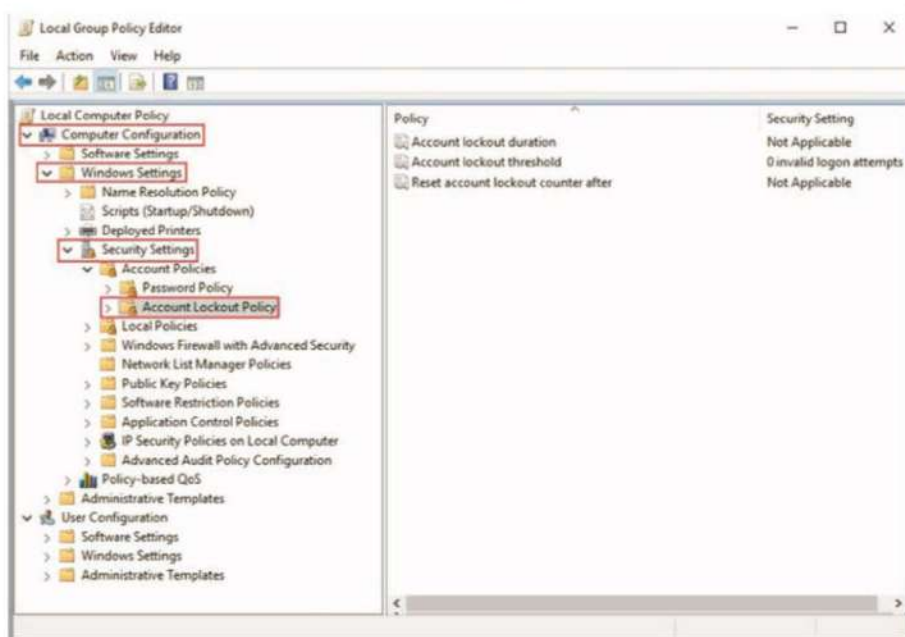 Local Group Policy Editor
File Action View Help
Local Computer Policy
Computer Configuration
Software Settings
Windows Settings
Name Resolution Policy
Scripts (Startup/Shutdown)
Deployed Printers
Security Settings
Account Policies
Password Policy
Account Lockout Policy
Local Policies
Windows Firewall with Advanced Security
Network List Manager Policies
Public Key Policies
Software Restriction Policies
Application Control Policies
IP Security Policies on Local Computer
Advanced Audit Policy Configuration
Policy-based QoS
Administrative Templates
User Configuration
Software Settings
Windows Settings
Administrative Templates
Policy Security Setting
Account lockout duration Not Applicable
Account lockout threshold 0 invalid logon attempts
Reset account lockout counter after Not Applicable